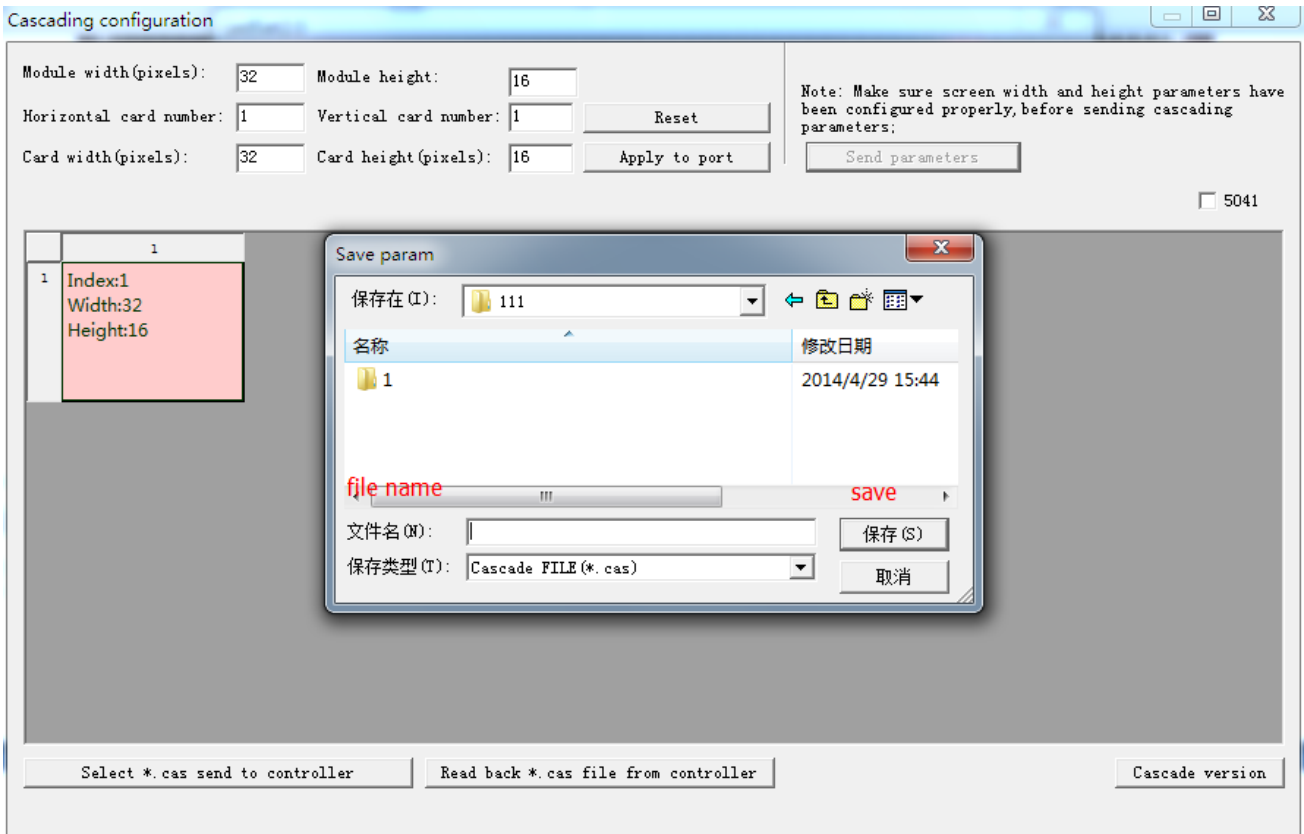 Cascading configuration
Module width(pixels): 32 Module height: 16
Horizontal card number: 1 Vertical card number: 1 Reset
Card width(pixels): 32 Card height(pixels): 16 Apply to port
Note: Make sure screen width and height parameters have
been configured properly, before sending cascading
parameters;
Send parameters
5041
1
1
Index:1
Width:32
Height:16
Save param
保存在(I): 111
名称 修改日期
1 2014/4/29 15:44
file name save
文件名(N): 保存(S)
保存类型(T): Cascade FILE(*.cas) 取消
Select *.cas send to controller Read back *.cas file from controller Cascade version